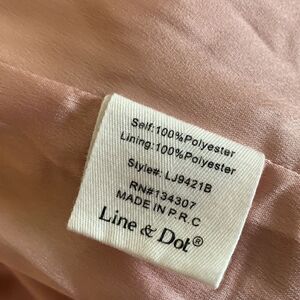 Self:100%Polyester
Lining:100%Polyester
Style#: LJ9421B
RN#134307
MADE IN P.R.C
Line & Dot®